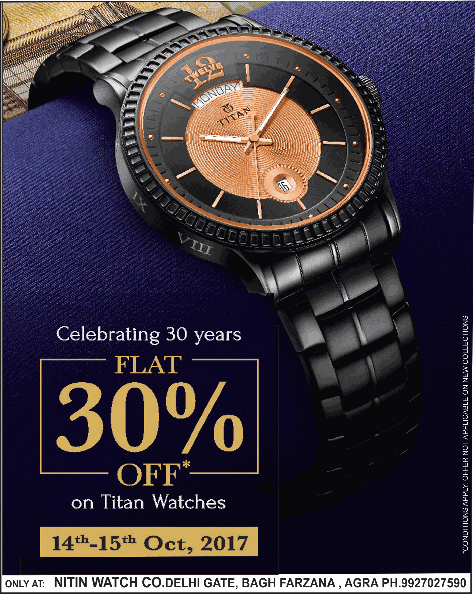 12
TWELVE
MONDAY
TITAN
16
IX
VIII
Celebrating 30 years
FLAT
30%
OFF*
on Titan Watches
14th-15th Oct, 2017
*CONDITIONS APPLY. OFFER NOT APPLICABLE ON NEW COLLECTIONS
ONLY AT: NITIN WATCH CO.DELHI GATE, BAGH FARZANA , AGRA PH.9927027590